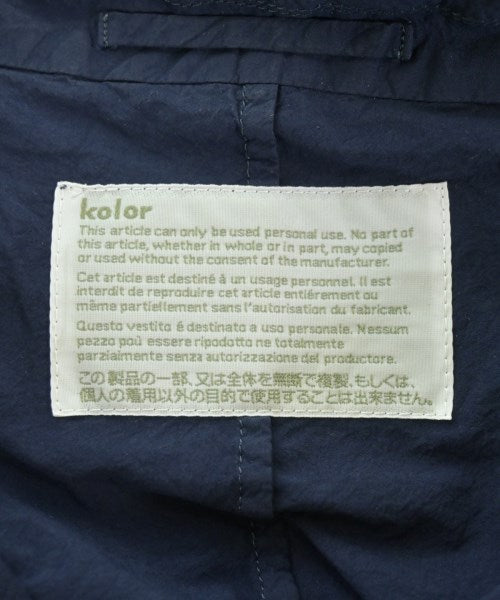 kolor
This article can only be used personal use. No part of
this article, whether in whole or in part, may copied
or used without the consent of the manufacturer.
Cet article est destiné à un usage personnel. Il est
interdit de reproduire cet article entiérement ou
même partiellement sans l'autorisation du fabricant.
Questo vestito é destinato a uso personale. Nessum
pezzo poù essere ripodotto ne totalmente
parzialmente senza autorizzazione del productore.
この製品の一部、又は全体を無断で複製、もしくは、
個人の着用以外の目的で使用することは出来ません。